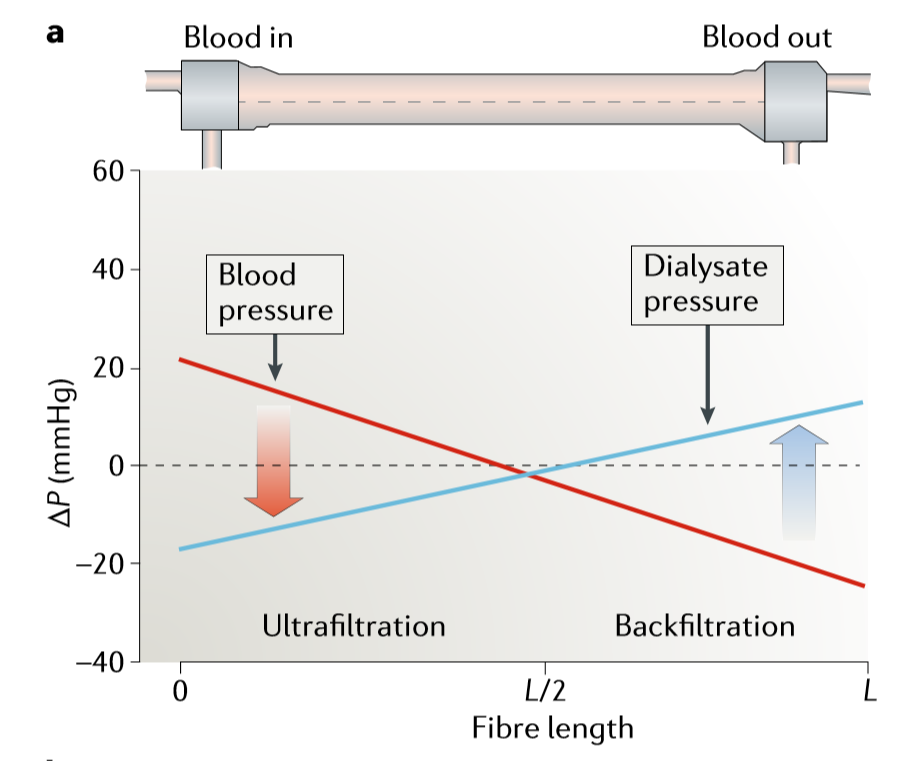 a
Blood in
Blood out
60
40
20
0
−20
−40
ΔP (mmHg)
Blood
pressure
Dialysate
pressure
Ultrafiltration
Backfiltration
0
L/2
L
Fibre length